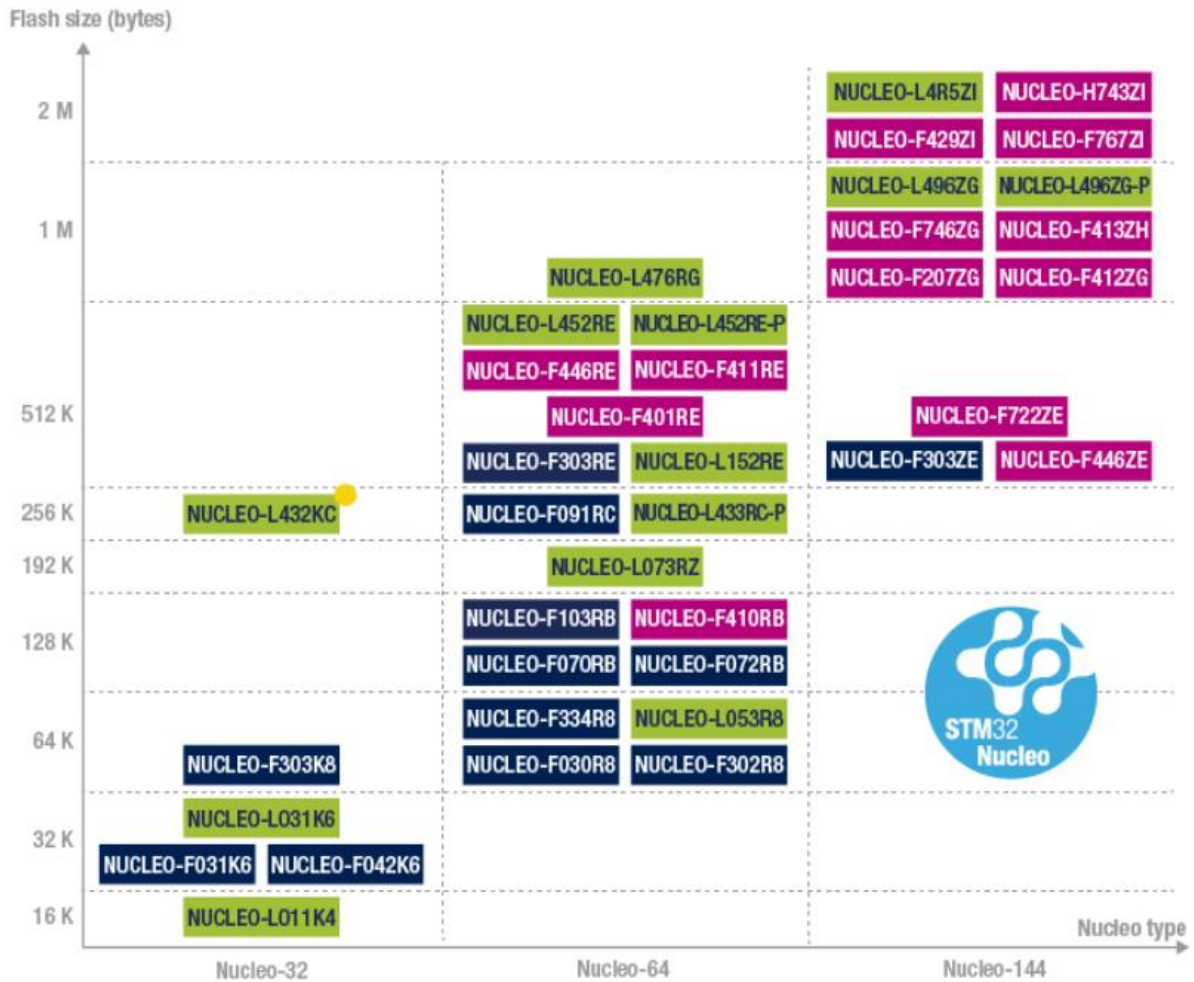 Flash size (bytes)
2 M
NUCLEO-L4R5ZI NUCLEO-H743ZI
NUCLEO-F429ZI NUCLEO-F767ZI
1 M
NUCLEO-L496ZG NUCLEO-L496ZG-P
NUCLEO-F746ZG NUCLEO-F413ZH
NUCLEO-L476RG NUCLEO-F207ZG NUCLEO-F412ZG
512 K
NUCLEO-L452RE NUCLEO-L452RE-P
NUCLEO-F446RE NUCLEO-F411RE
NUCLEO-F401RE NUCLEO-F722ZE
NUCLEO-F303RE NUCLEO-L152RE NUCLEO-F303ZE NUCLEO-F446ZE
256 K NUCLEO-L432KC NUCLEO-F091RC NUCLEO-L433RC-P
192 K NUCLEO-L073RZ
128 K
NUCLEO-F103RB NUCLEO-F410RB
NUCLEO-F070RB NUCLEO-F072RB
64 K
NUCLEO-F334R8 NUCLEO-L053R8
NUCLEO-F303K8 NUCLEO-F030R8 NUCLEO-F302R8
STM32
Nucleo
32 K
NUCLEO-L031K6
NUCLEO-F031K6 NUCLEO-F042K6
16 K NUCLEO-L011K4
Nucleo type
Nucleo-32 Nucleo-64 Nucleo-144